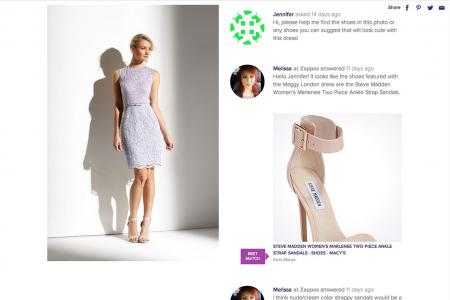 Share
Jennifer asked 14 days ago
Hi, please help me find the shoes in this photo or
any shoes you can suggest that will look cute with
this dress!
Melissa at Zappos answered 11 days ago
Hello Jennifer! It looks like the shoes featured with
the Maggy London dress are the Steve Madden
Women's Marlenee Two Piece Ankle Strap Sandals.
STEVE MADDEN
BEST
MATCH
STEVE MADDEN WOMEN'S MARLENEE TWO PIECE ANKLE
STRAP SANDALS - SHOES - MACY'S
from Macys
Melissa at Zappos answered 11 days ago
I think nude/cream color strappy sandals would be a